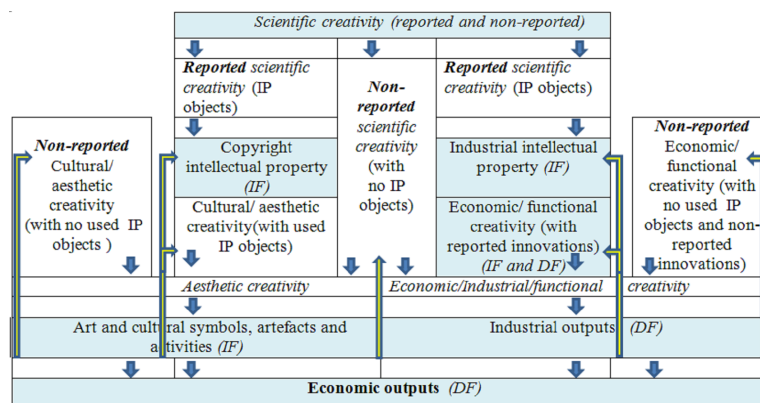 Scientific creativity (reported and non-reported)
Reported scientific
creativity (IP
objects)
Non-
reported
scientific
creativity
(with
no IP
objects)
Reported scientific
creativity (IP objects)
Non-reported
Cultural/
aesthetic
creativity
(with no used IP
objects )
Copyright
intellectual property
(IF)
Cultural/ aesthetic
creativity(with used
IP objects)
Industrial intellectual
property (IF)
Economic/ functional
creativity (with
reported innovations)
(IF and DF)
Non-reported
Economic/
functional
creativity (with
no used IP
objects and non-
reported
innovations)
Aesthetic creativity
Economic/Industrial/functional creativity
Art and cultural symbols, artefacts and
activities (IF)
Industrial outputs (DF)
Economic outputs (DF)